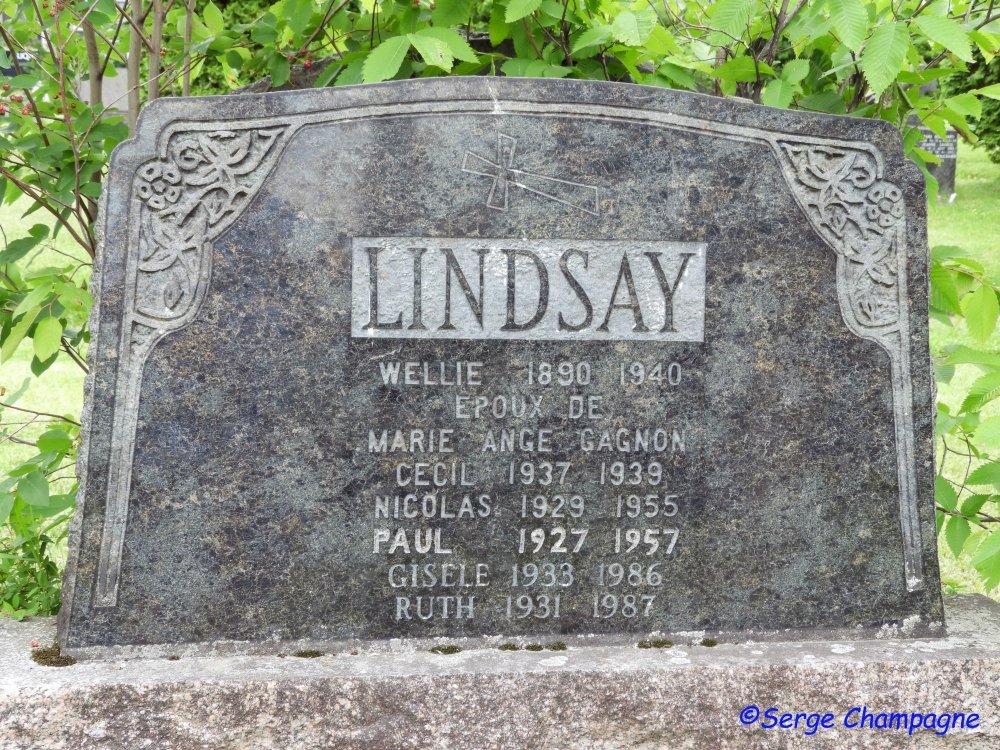 LINDSAY
WELLIE 1890 1940
EPOUX DE
MARIE ANGE GAGNON
CECIL 1937 1939
NICOLAS 1929 1955
PAUL 1927 1957
GISELE 1933 1986
RUTH 1931 1987
©Serge Champagne